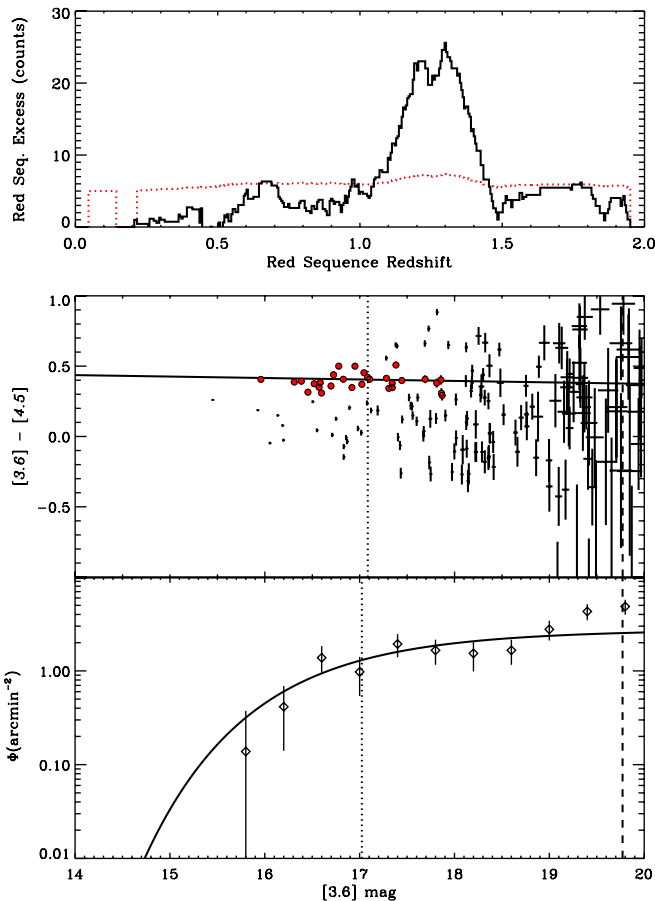 30
20
10
0
Red Seq. Excess (counts)
0.0 0.5 1.0 1.5 2.0
Red Sequence Redshift
1.0
0.5
0.0
−0.5
[3.6] − [4.5]
1.00
0.10
0.01
Φ(arcmin⁻²)
14 15 16 17 18 19 20
[3.6] mag